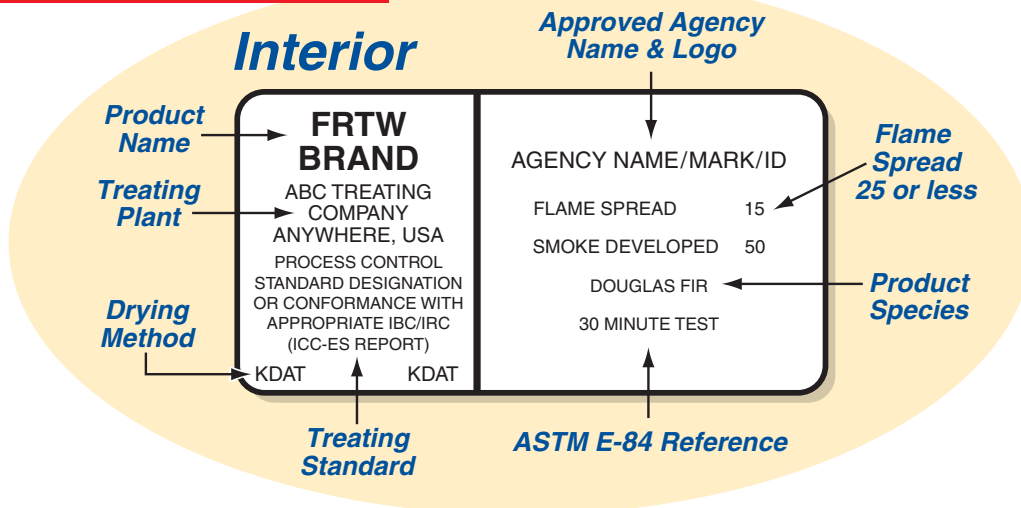 Interior
Approved Agency
Name & Logo
Product
Name
Treating
Plant
Drying
Method
FRTW
BRAND
ABC TREATING
COMPANY
ANYWHERE, USA
PROCESS CONTROL
STANDARD DESIGNATION
OR CONFORMANCE WITH
APPROPRIATE IBC/IRC
(ICC-ES REPORT)
KDAT KDAT
AGENCY NAME/MARK/ID
FLAME SPREAD 15
SMOKE DEVELOPED 50
DOUGLAS FIR
30 MINUTE TEST
Flame
Spread
25 or less
Product
Species
Treating
Standard
ASTM E-84 Reference